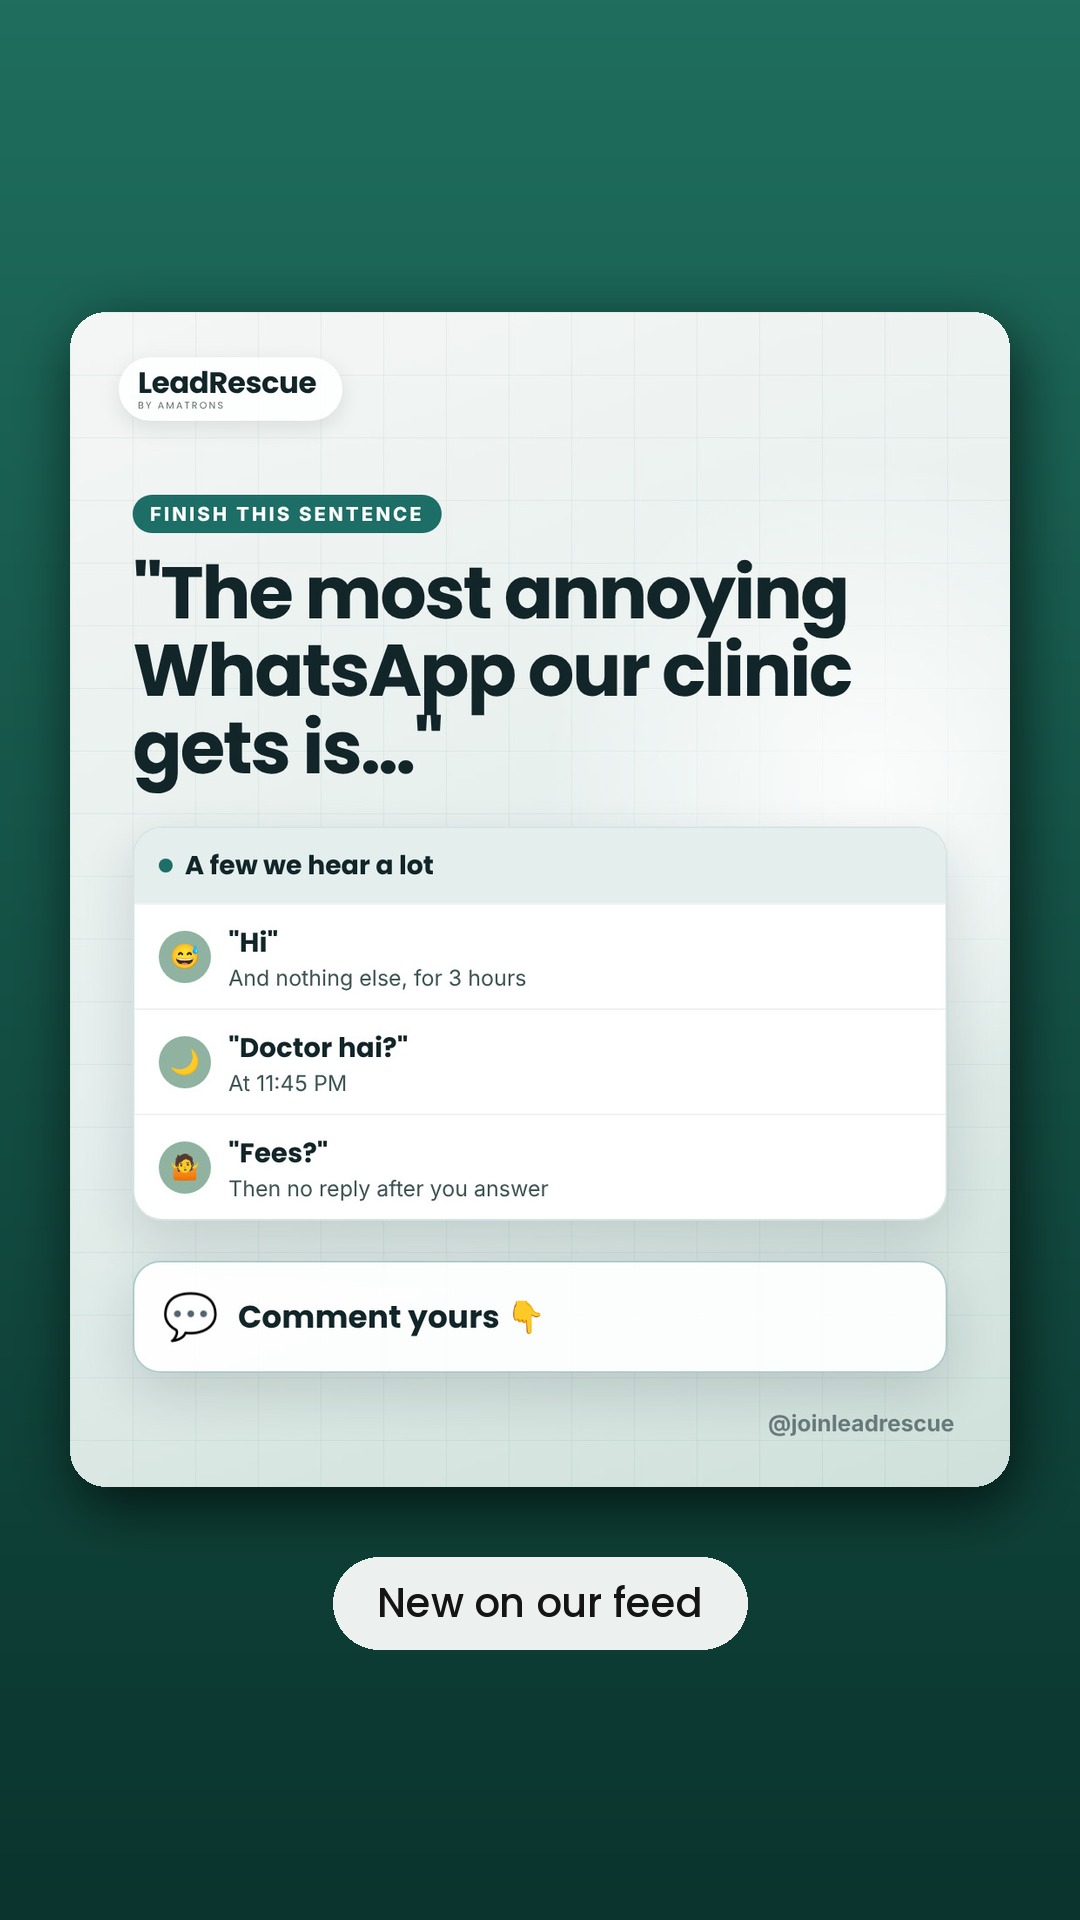 LeadRescue
BY AMATRONS
FINISH THIS SENTENCE
"The most annoying
WhatsApp our clinic
gets is..."
A few we hear a lot
"Hi"
And nothing else, for 3 hours
"Doctor hai?"
At 11:45 PM
"Fees?"
Then no reply after you answer
Comment yours 👇
@joinleadrescue
New on our feed